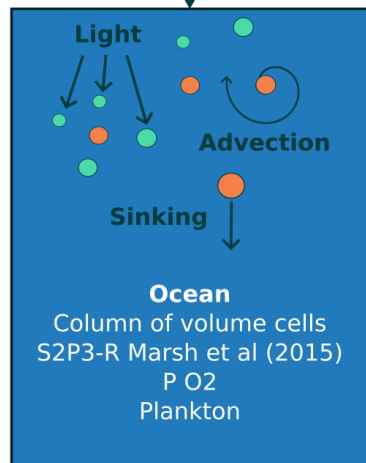 Light
Advection
Sinking
Ocean
Column of volume cells
S2P3-R Marsh et al (2015)
P O2
Plankton